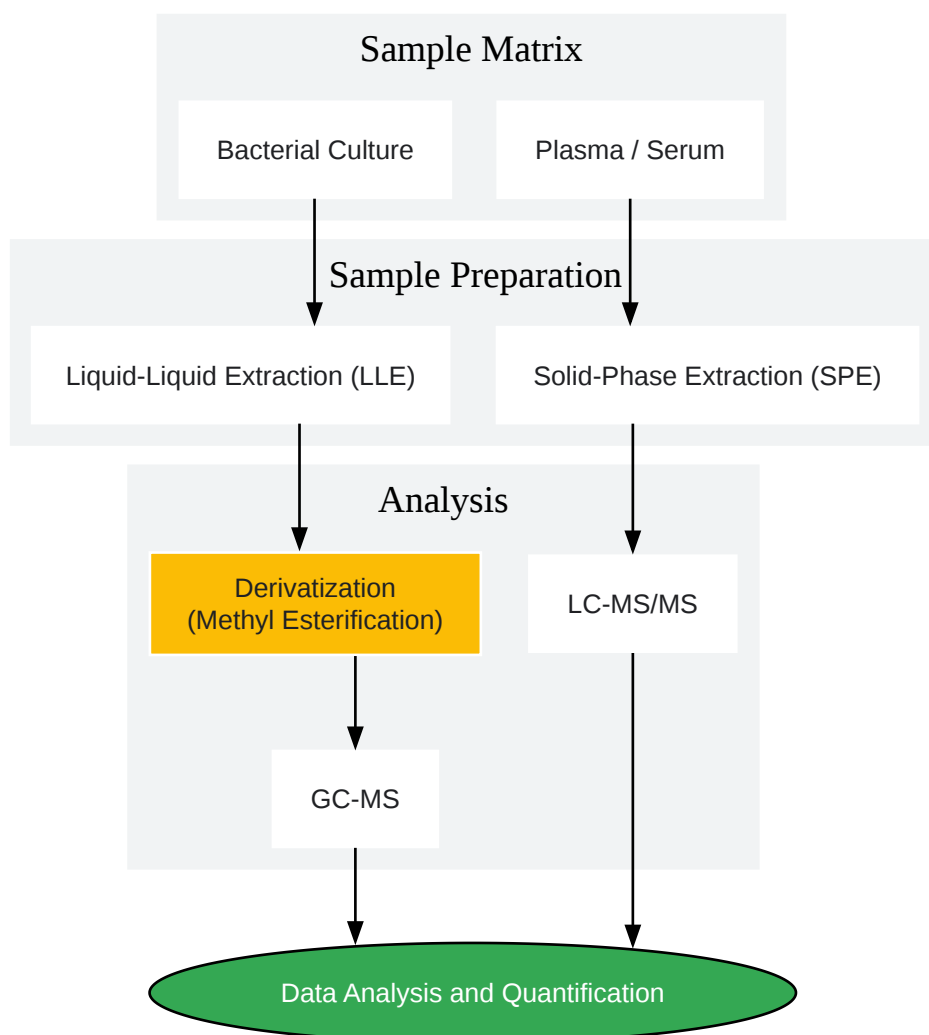 Sample Matrix
Bacterial Culture
Plasma / Serum
Sample Preparation
Liquid-Liquid Extraction (LLE)
Solid-Phase Extraction (SPE)
Analysis
Derivatization
(Methyl Esterification)
LC-MS/MS
GC-MS
Data Analysis and Quantification